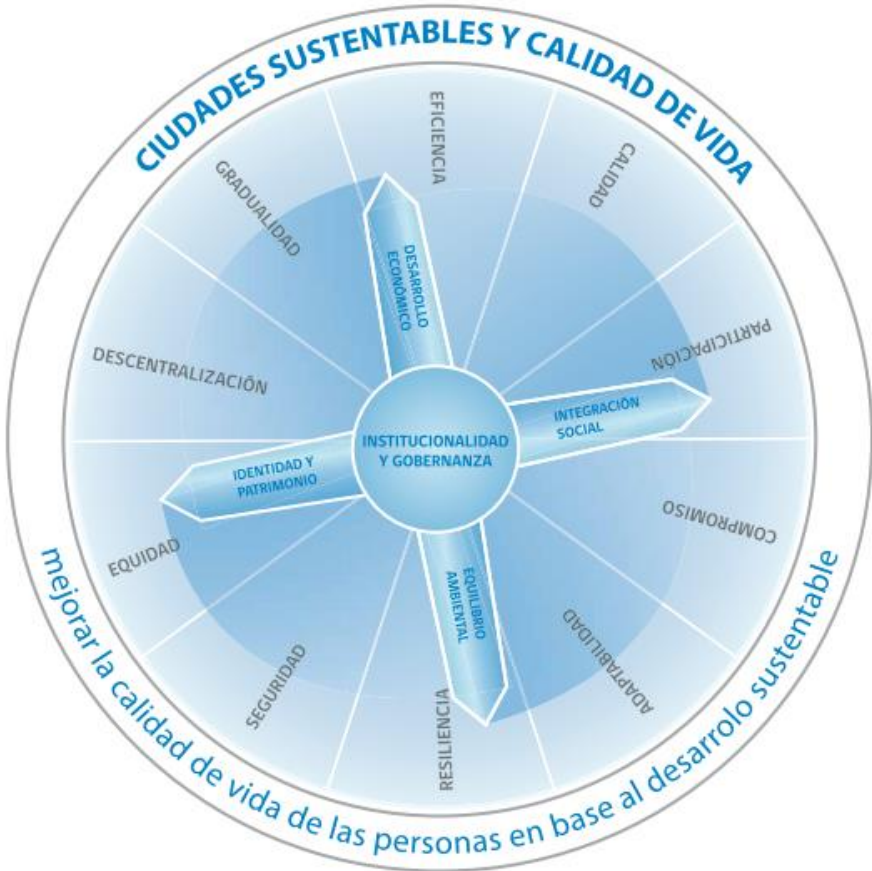 CIUDADES SUSTENTABLES Y CALIDAD DE VIDA
EFICIENCIA
CALIDAD
PARTICIPACIÓN
COMPROMISO
ADAPTABILIDAD
RESILIENCIA
SEGURIDAD
EQUIDAD
DESCENTRALIZACIÓN
GRADUALIDAD
DESARROLLO
ECONÓMICO
INTEGRACIÓN
SOCIAL
EQUILIBRIO
AMBIENTAL
IDENTIDAD Y
PATRIMONIO
INSTITUCIONALIDAD
Y GOBERNANZA
mejorar la calidad de vida de las personas en base al desarrolo sustentable